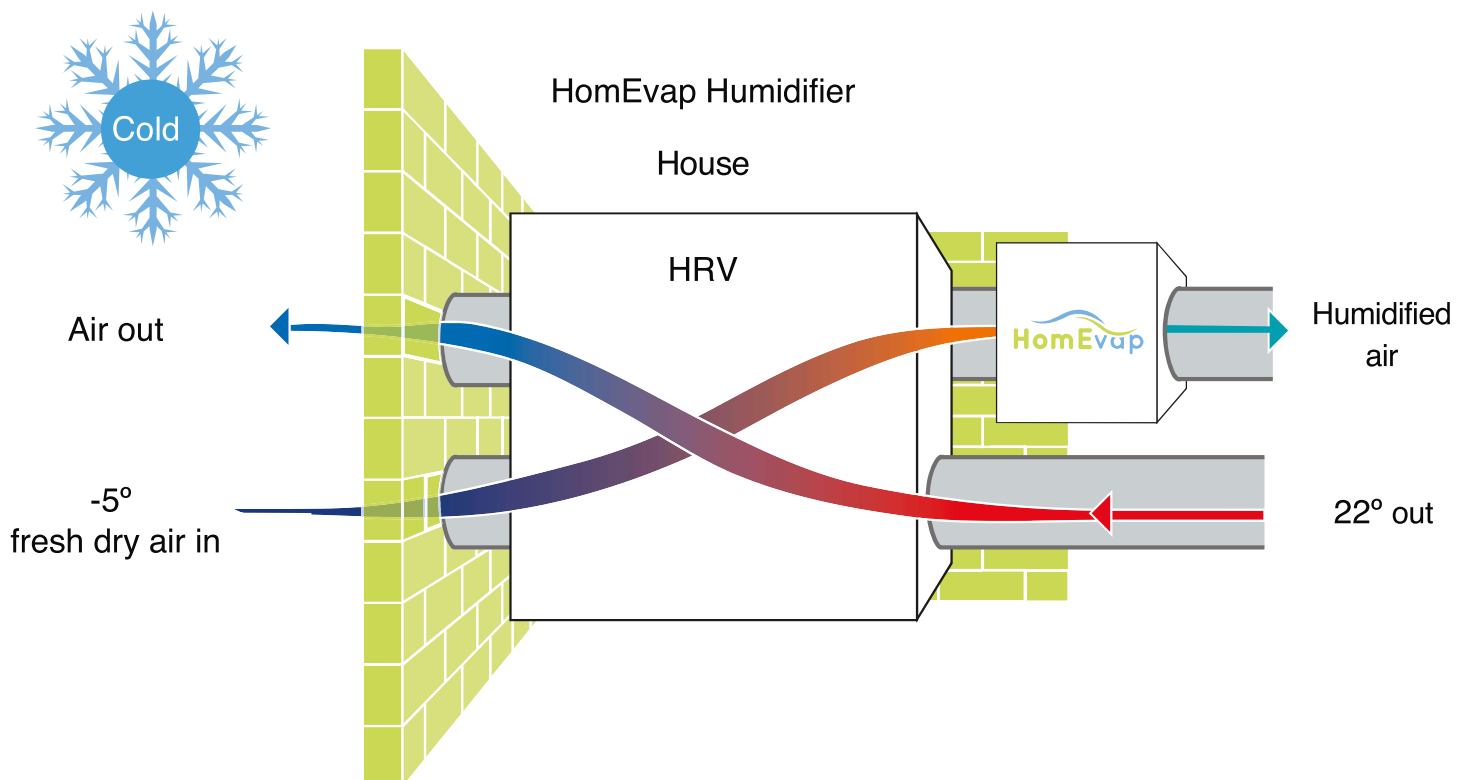 Cold
HomEvap Humidifier
House
HRV
Air out
HomEvap
Humidified
air
-5º
fresh dry air in
22º out